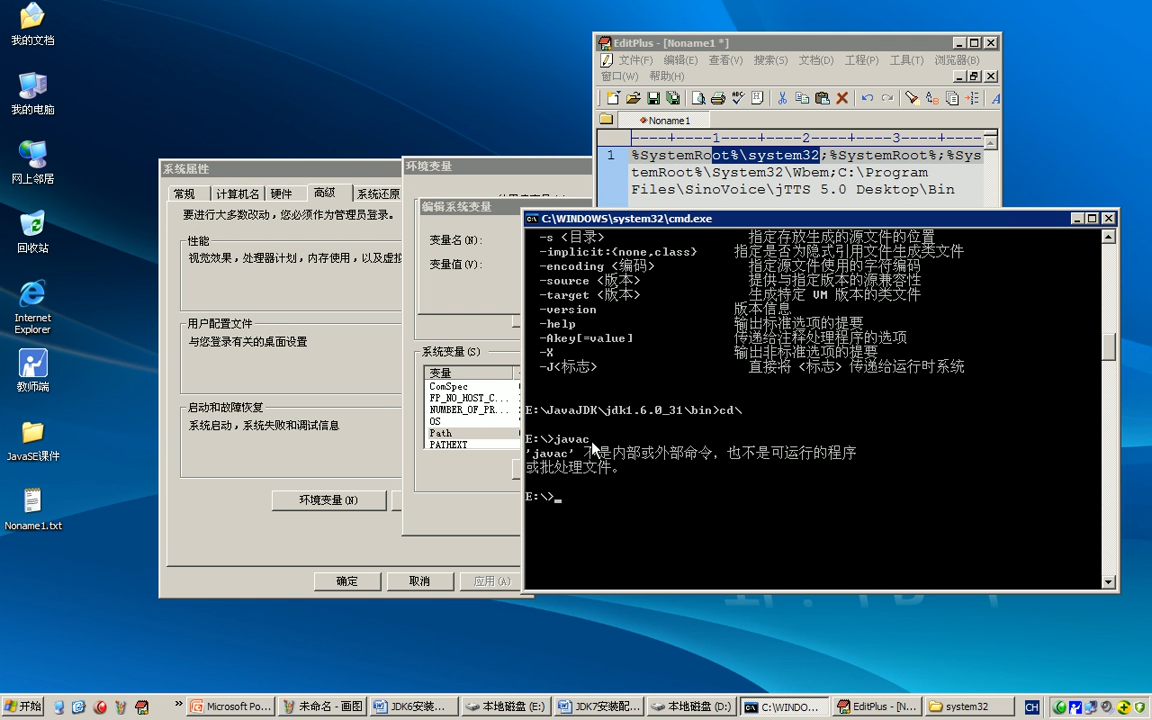 我的文档
我的电脑
网上邻居
回收站
Internet
Explorer
教师端
JavaSE课件
Noname1.txt
EditPlus - [Noname1 *]
文件(F) 编辑(E) 查看(V) 搜索(S) 文档(D) 工程(P) 工具(T) 浏览器(B)
窗口(W) 帮助(H)
Noname1
----+----1----+----2----+----3----+----
1 %SystemRoot%\system32;%SystemRoot%;%Sys
temRoot%\System32\Wbem;C:\Program
Files\SinoVoice\jTTS 5.0 Desktop\Bin
系统属性
常规 计算机名 硬件 高级 系统还原
要进行大多数改动，您必须作为管理员登录。
性能
视觉效果，处理器计划，内存使用，以及虚拟
用户配置文件
与您登录有关的桌面设置
启动和故障恢复
系统启动，系统失败和调试信息
环境变量(N)
确定 取消 应用(A)
环境变量
编辑系统变量
变量名(N):
变量值(V):
系统变量(S)
变量
ComSpec
FP_NO_HOST_C...
NUMBER_OF_PR...
OS
Path
PATHEXT
C:\WINDOWS\system32\cmd.exe
-s <目录> 指定存放生成的源文件的位置
-implicit:{none,class} 指定是否为隐式引用文件生成类文件
-encoding <编码> 指定源文件使用的字符编码
-source <版本> 提供与指定版本的源兼容性
-target <版本> 生成特定 VM 版本的类文件
-version 版本信息
-help 输出标准选项的提要
-Akey[=value] 传递给注释处理程序的选项
-X 输出非标准选项的提要
-J<标志> 直接将 <标志> 传递给运行时系统
E:\JavaJDK\jdk1.6.0_31\bin>cd\
E:\>javac
'javac' 不是内部或外部命令，也不是可运行的程序
或批处理文件。
E:\>_
开始 » Microsoft Po... 未命名 - 画图 JDK6安装... 本地磁盘 (E:) JDK7安装配... 本地磁盘 (D:) C:\WINDO... EditPlus - [N... system32 CH